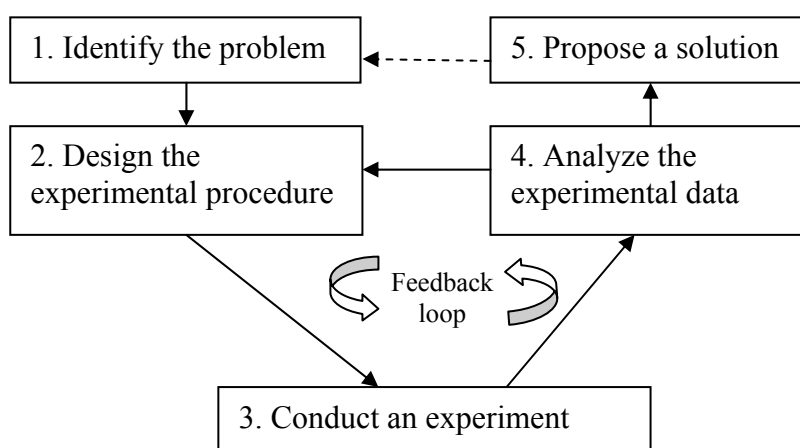 1. Identify the problem
2. Design the
experimental procedure
3. Conduct an experiment
4. Analyze the
experimental data
5. Propose a solution
Feedback
loop